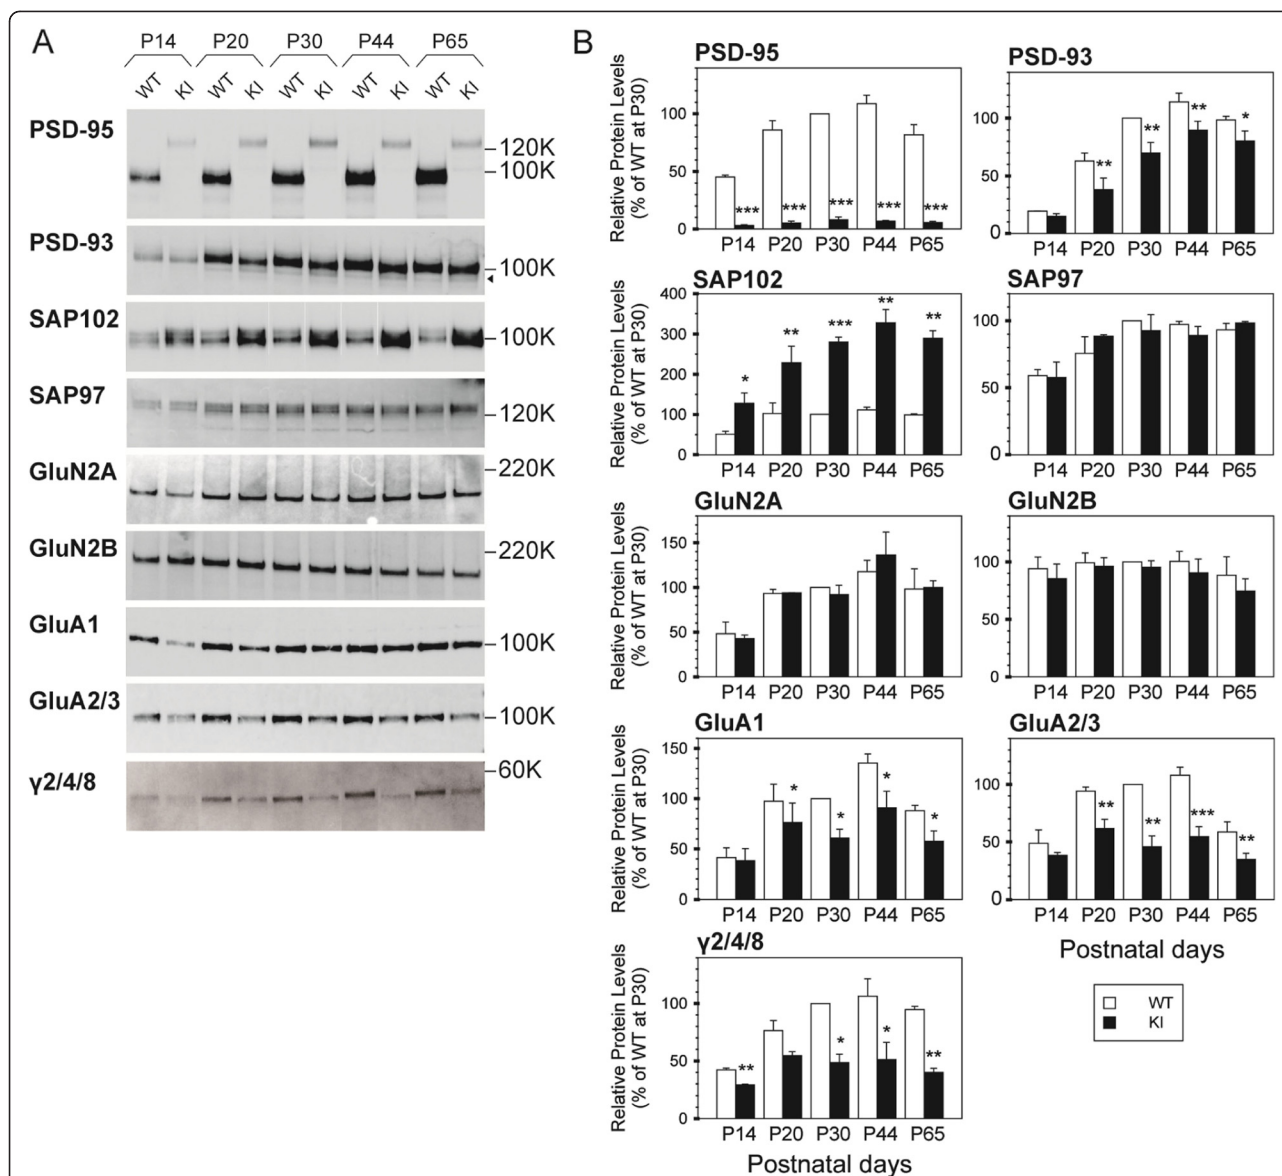 A
P14 P20 P30 P44 P65
WT KI WT KI WT KI WT KI WT KI
PSD-95
120K
100K
PSD-93
100K
SAP102
100K
SAP97
120K
GluN2A
220K
GluN2B
220K
GluA1
100K
GluA2/3
100K
γ2/4/8
60K
B
PSD-95
Relative Protein Levels
(% of WT at P30)
100
50
0
*** *** *** *** ***
P14 P20 P30 P44 P65
PSD-93
100
50
0
** ** ** *
P14 P20 P30 P44 P65
SAP102
Relative Protein Levels
(% of WT at P30)
400
300
200
100
0
* ** *** ** **
P14 P20 P30 P44 P65
SAP97
100
50
0
P14 P20 P30 P44 P65
GluN2A
Relative Protein Levels
(% of WT at P30)
150
100
50
0
P14 P20 P30 P44 P65
GluN2B
100
50
0
P14 P20 P30 P44 P65
GluA1
Relative Protein Levels
(% of WT at P30)
150
100
50
0
* * * *
P14 P20 P30 P44 P65
GluA2/3
100
50
0
** ** *** **
P14 P20 P30 P44 P65
Postnatal days
γ2/4/8
Relative Protein Levels
(% of WT at P30)
100
50
0
** * * **
P14 P20 P30 P44 P65
Postnatal days
WT
KI